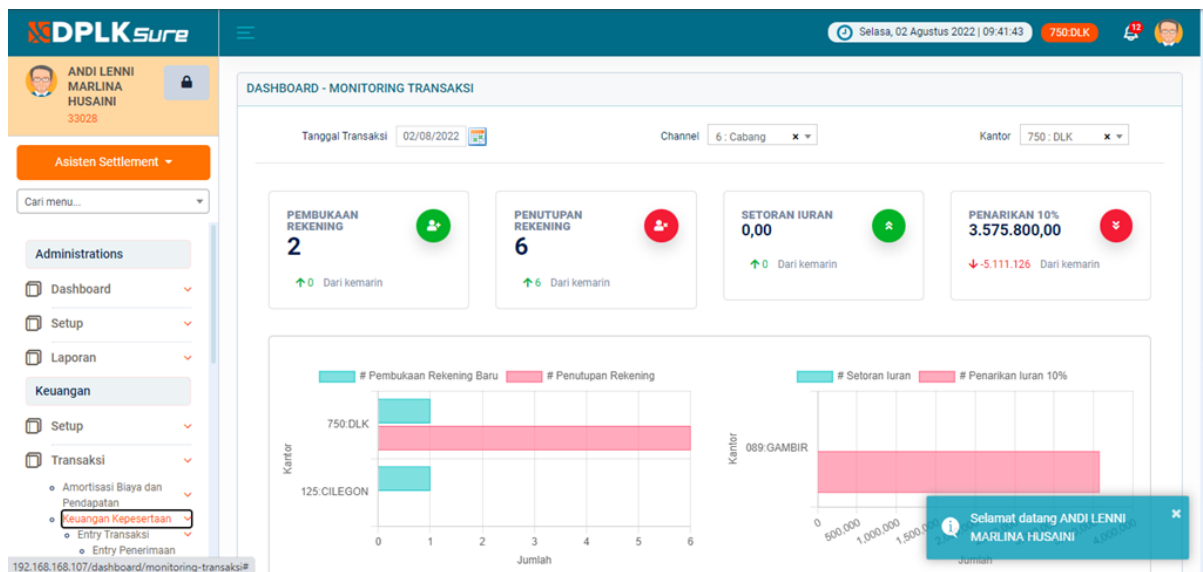 DPLKSure
Selasa, 02 Agustus 2022 | 09:41:43
750:DLK
12
ANDI LENNI
MARLINA
HUSAINI
33028
Asisten Settlement
Cari menu...
Administrations
Dashboard
Setup
Laporan
Keuangan
Setup
Transaksi
Amortisasi Biaya dan
Pendapatan
Keuangan Kepesertaan
Entry Transaksi
Entry Penerimaan
192.168.168.107/dashboard/monitoring-transaksi#
DASHBOARD - MONITORING TRANSAKSI
Tanggal Transaksi 02/08/2022
Channel 6 : Cabang x
Kantor 750 : DLK x
PEMBUKAAN
REKENING
2
0 Dari kemarin
PENUTUPAN
REKENING
6
6 Dari kemarin
SETORAN IURAN
0,00
0 Dari kemarin
PENARIKAN 10%
3.575.800,00
-5.111.126 Dari kemarin
# Pembukaan Rekening Baru # Penutupan Rekening
Kantor
750:DLK
125:CILEGON
0 1 2 3 4 5 6
Jumlah
# Setoran Iuran # Penarikan Iuran 10%
Kantor
089:GAMBIR
0 500,000 1,000,000 1,500,
4,000,000
Jumlah
Selamat datang ANDI LENNI
MARLINA HUSAINI